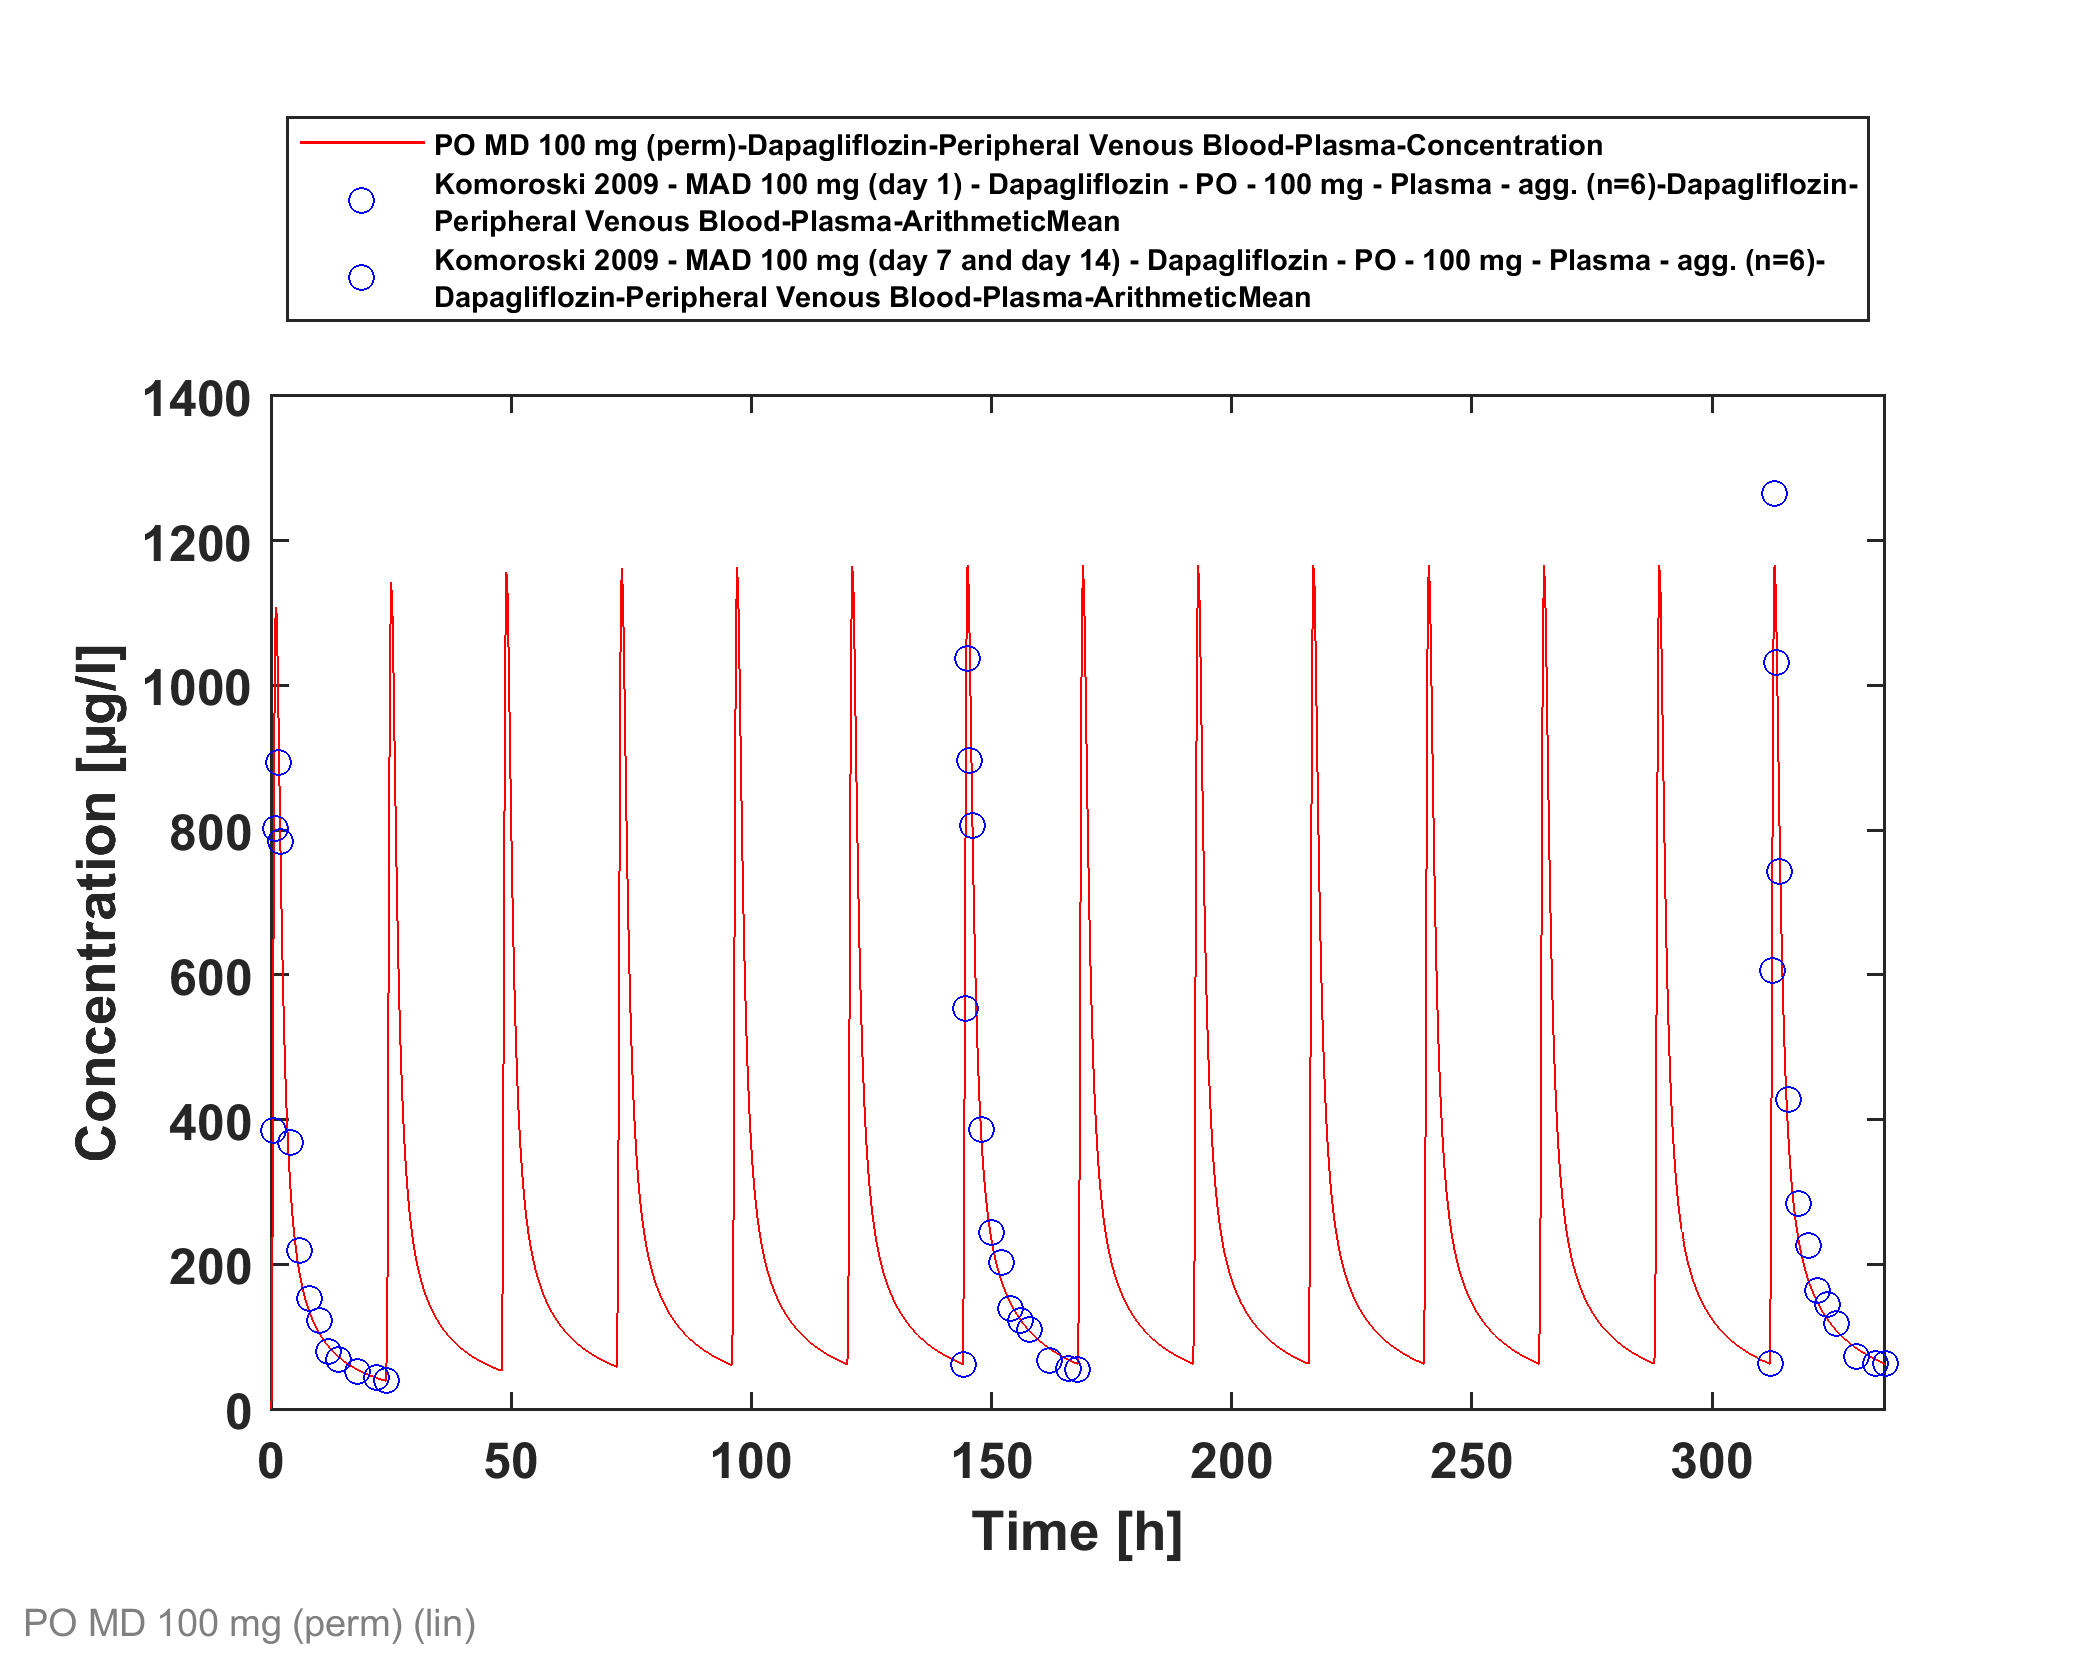 PO MD 100 mg (perm)-Dapagliflozin-Peripheral Venous Blood-Plasma-Concentration
Komoroski 2009 - MAD 100 mg (day 1) - Dapagliflozin - PO - 100 mg - Plasma - agg. (n=6)-Dapagliflozin-
Peripheral Venous Blood-Plasma-ArithmeticMean
Komoroski 2009 - MAD 100 mg (day 7 and day 14) - Dapagliflozin - PO - 100 mg - Plasma - agg. (n=6)-
Dapagliflozin-Peripheral Venous Blood-Plasma-ArithmeticMean
1400
1200
1000
800
600
400
200
0
Concentration [µg/l]
0 50 100 150 200 250 300
Time [h]
PO MD 100 mg (perm) (lin)